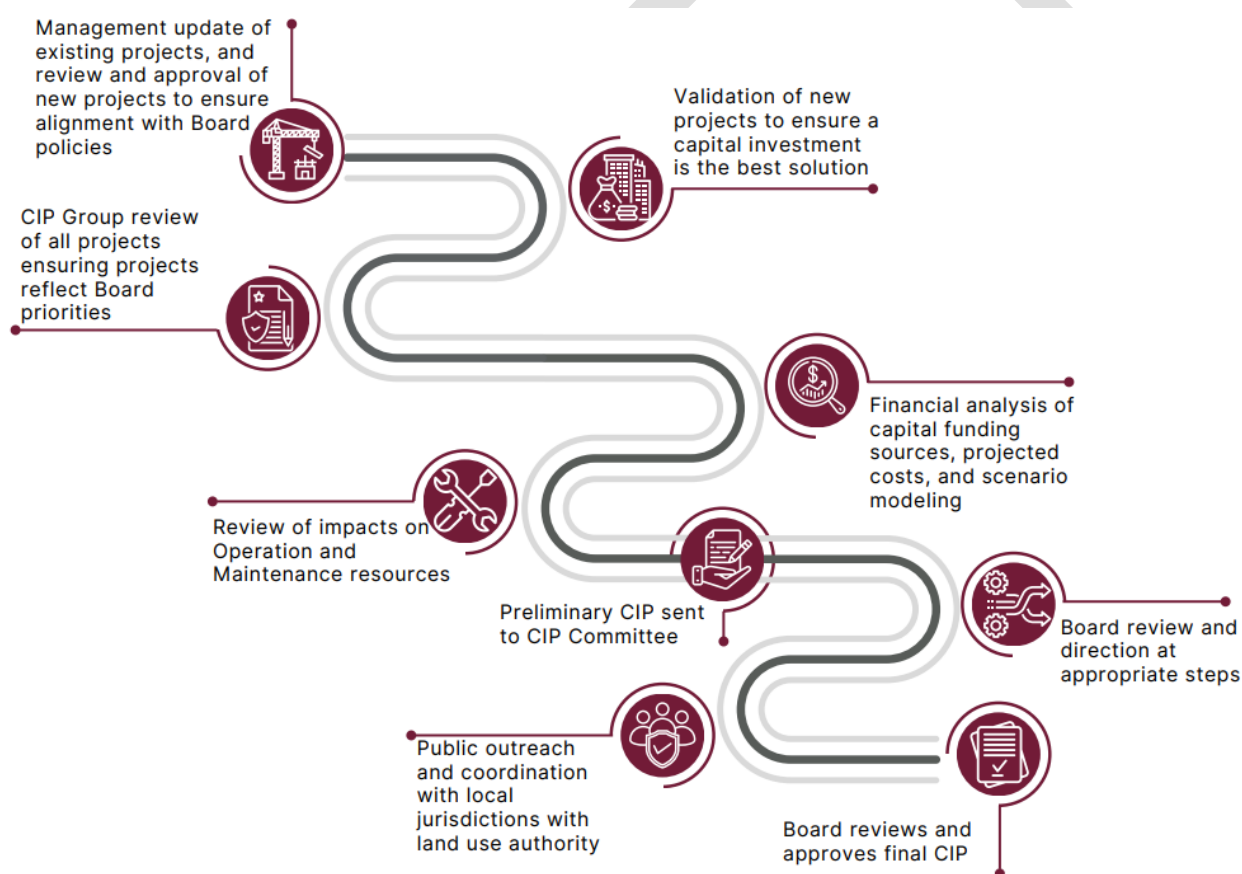 Management update of
existing projects, and
review and approval of
new projects to ensure
alignment with Board
policies
Validation of new
projects to ensure a
capital investment
is the best solution
CIP Group review
of all projects
ensuring projects
reflect Board
priorities
Financial analysis of
capital funding
sources, projected
costs, and scenario
modeling
Review of impacts on
Operation and
Maintenance resources
Preliminary CIP sent
to CIP Committee
Board review and
direction at
appropriate steps
Public outreach
and coordination
with local
jurisdictions with
land use authority
Board reviews and
approves final CIP